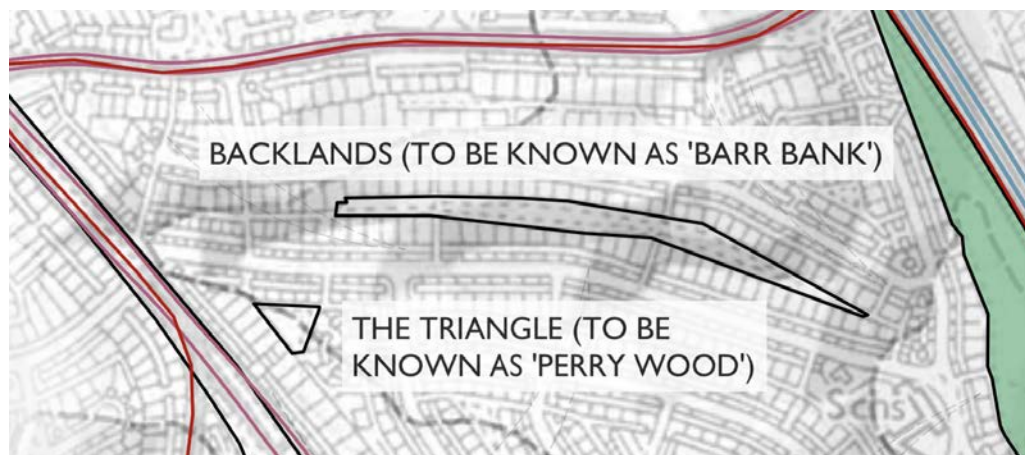 BACKLANDS (TO BE KNOWN AS 'BARR BANK')
THE TRIANGLE (TO BE
KNOWN AS 'PERRY WOOD')
Schs